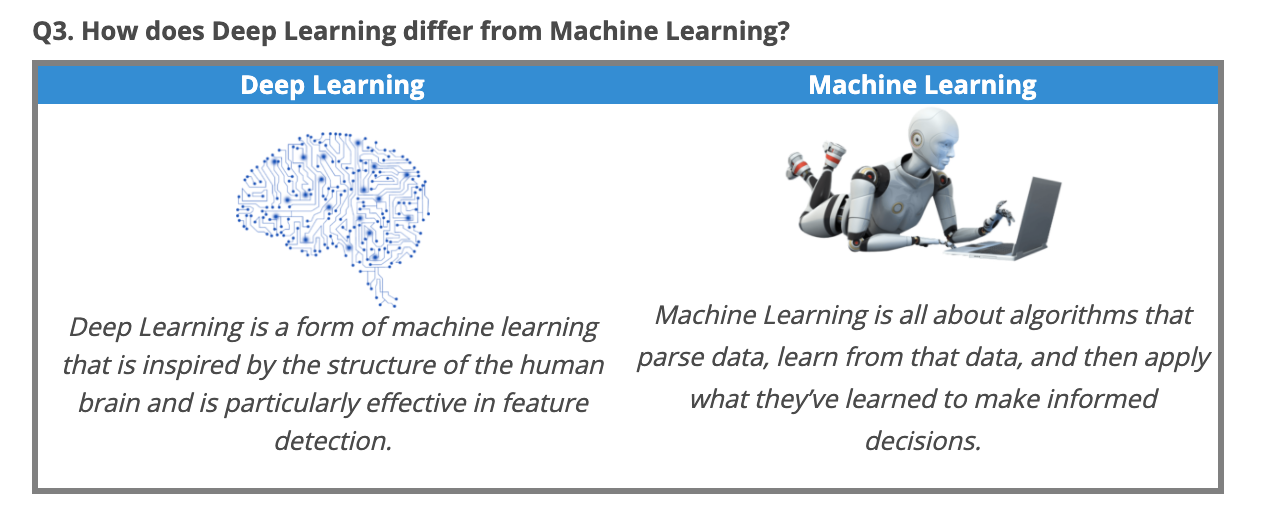 Q3. How does Deep Learning differ from Machine Learning?
Deep Learning
Machine Learning
Deep Learning is a form of machine learning
that is inspired by the structure of the human
brain and is particularly effective in feature
detection.
Machine Learning is all about algorithms that
parse data, learn from that data, and then apply
what they’ve learned to make informed
decisions.